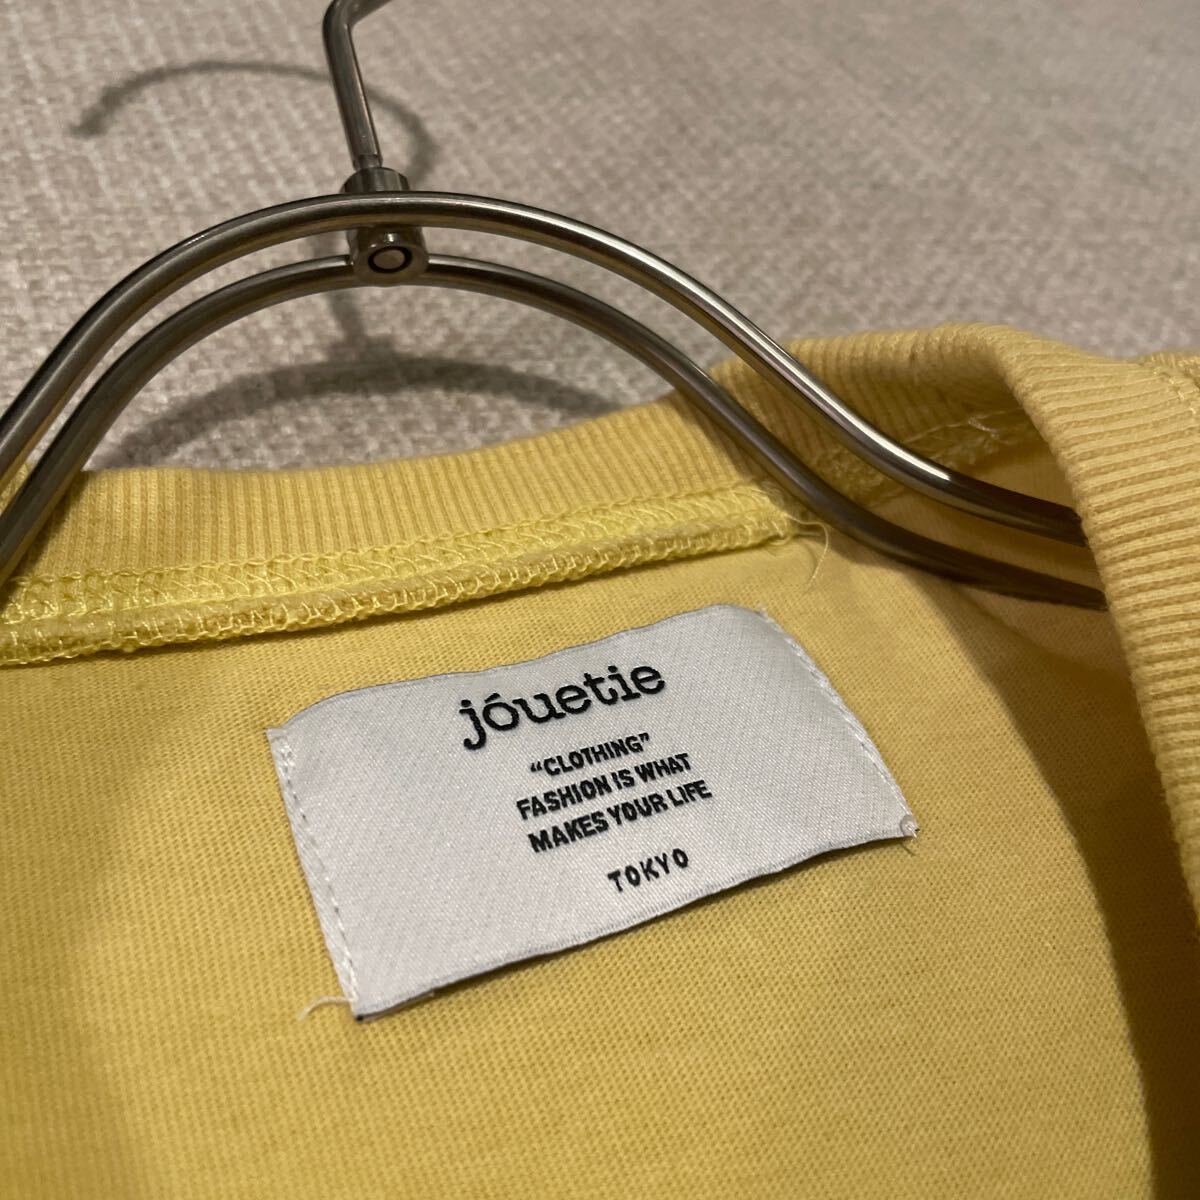 jóuetie
“CLOTHING”
FASHION IS WHAT
MAKES YOUR LIFE
TOKYO